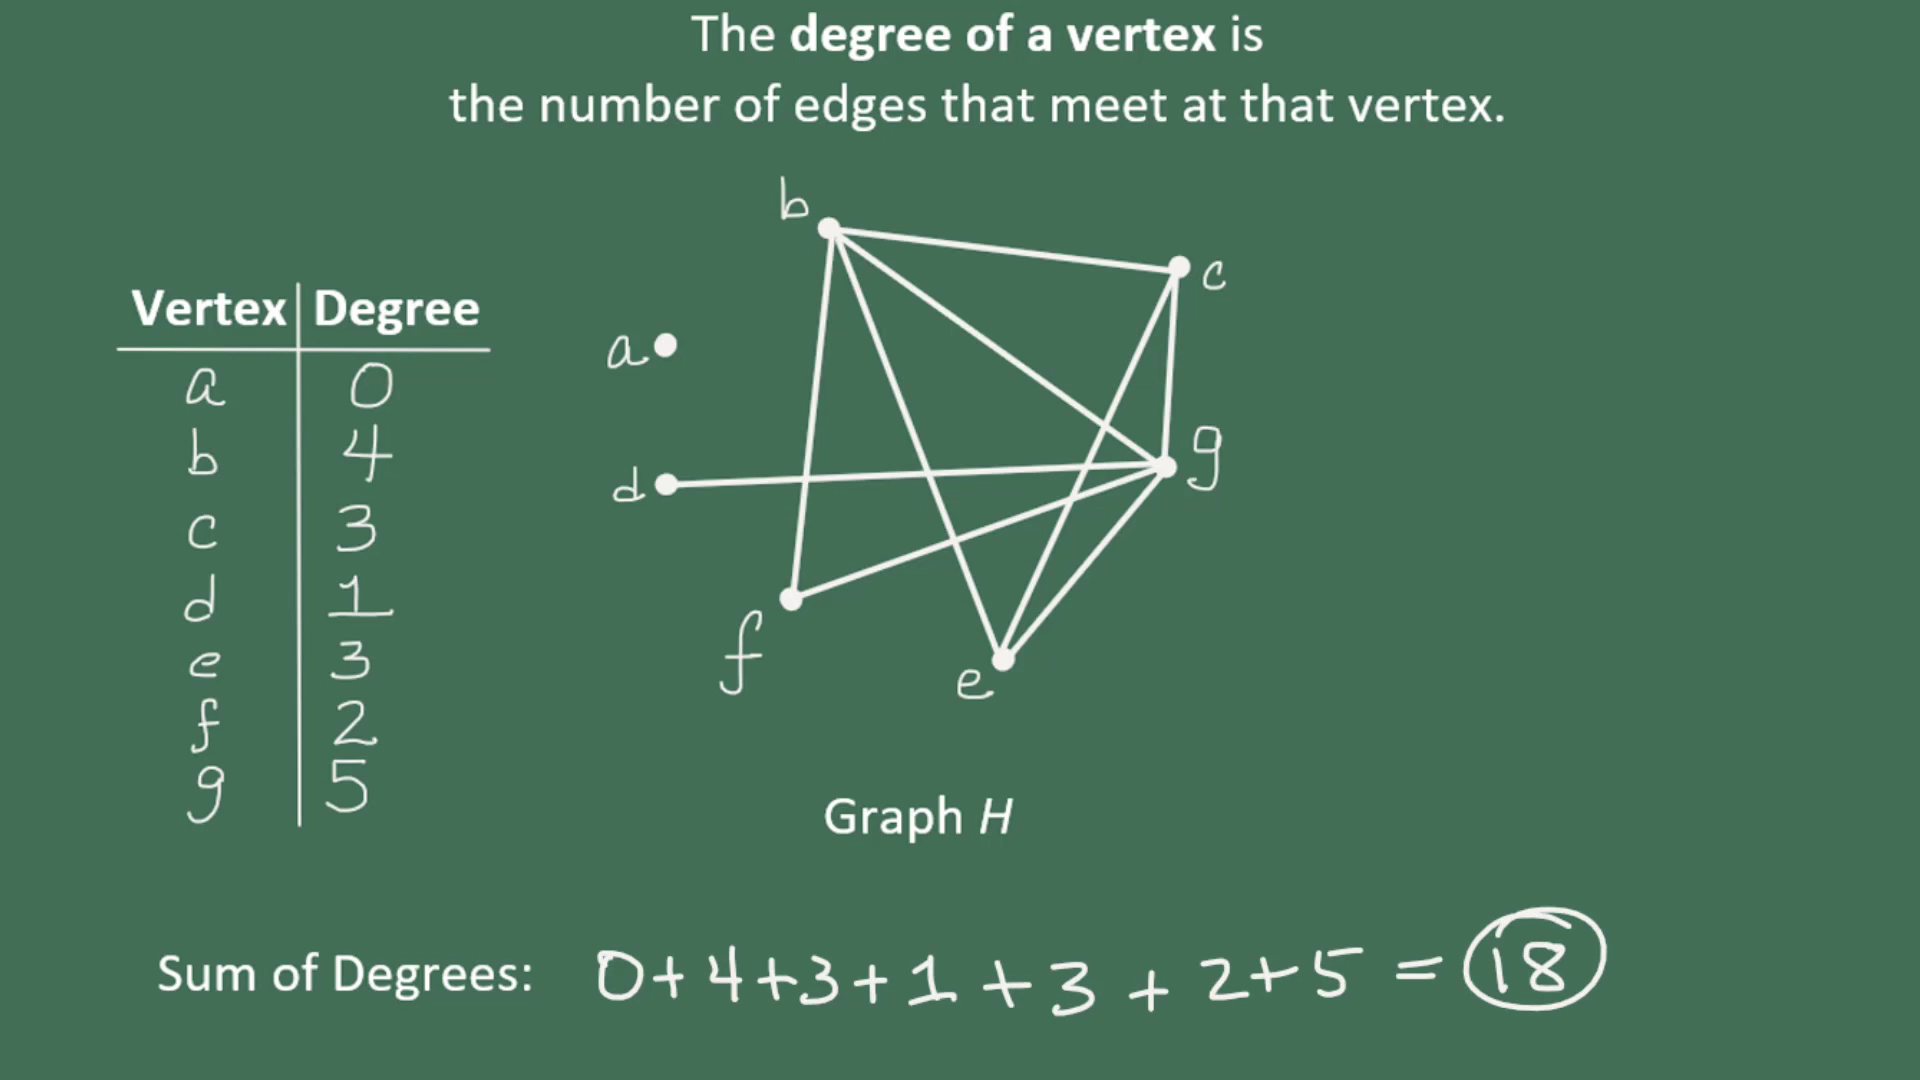 The degree of a vertex is
the number of edges that meet at that vertex.
Vertex Degree
a 0
b 4
c 3
d 1
e 3
f 2
g 5
b
c
a
g
d
f
e
Graph H
Sum of Degrees: 0+4+3+1+3+2+5=18